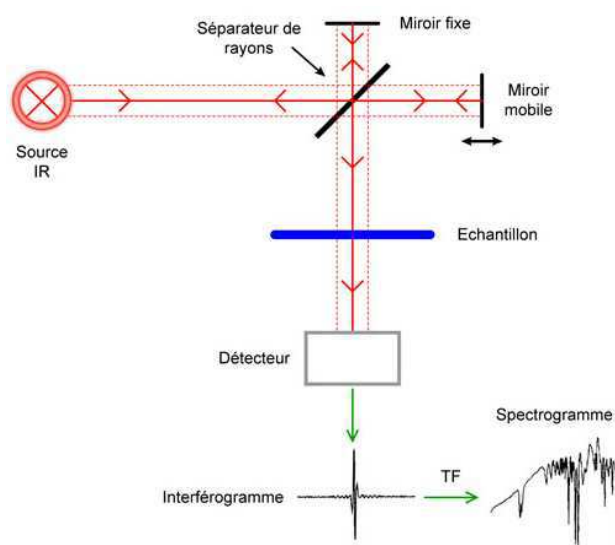 Séparateur de
rayons
Miroir fixe
Miroir
mobile
Source
IR
Echantillon
Détecteur
Spectrogramme
Interférogramme
TF